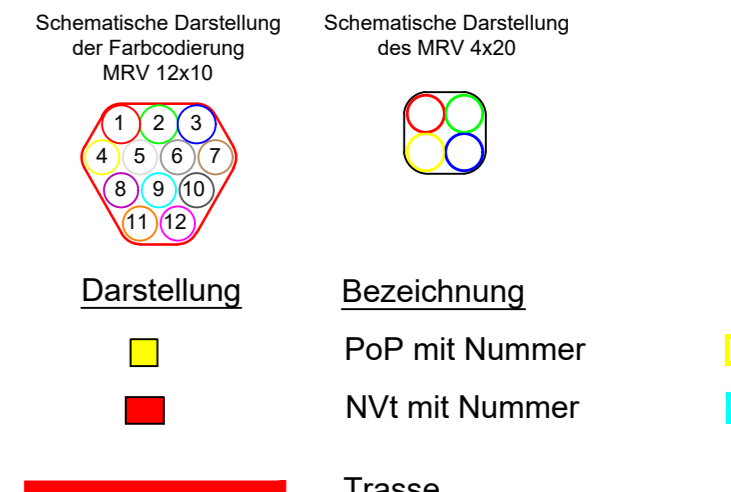 Schematische Darstellung
der Farbcodierung
MRV 12x10
Schematische Darstellung
des MRV 4x20
1 2 3
4 5 6 7
8 9 10
11 12
Darstellung Bezeichnung
PoP mit Nummer
NVt mit Nummer
Trasse